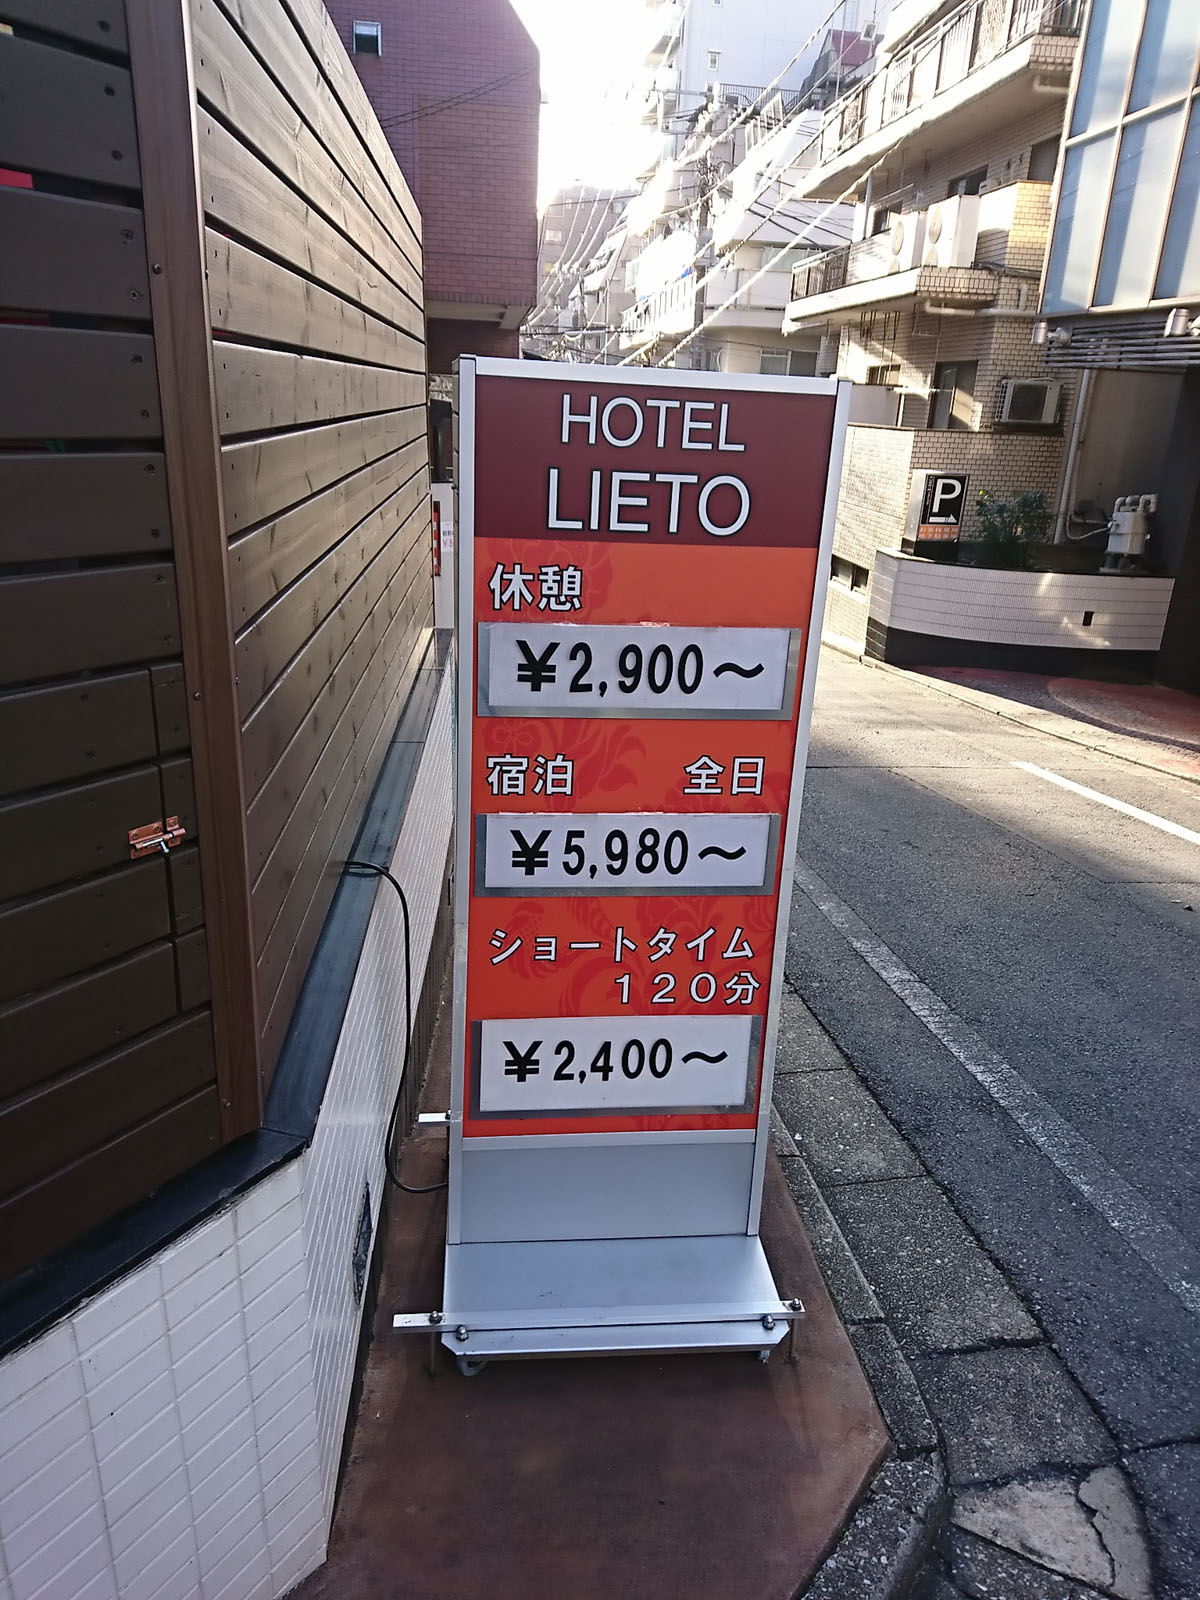 HOTEL
LIETO
休憩
¥2,900～
宿泊 全日
¥5,980～
ショートタイム
120分
¥2,400～
P